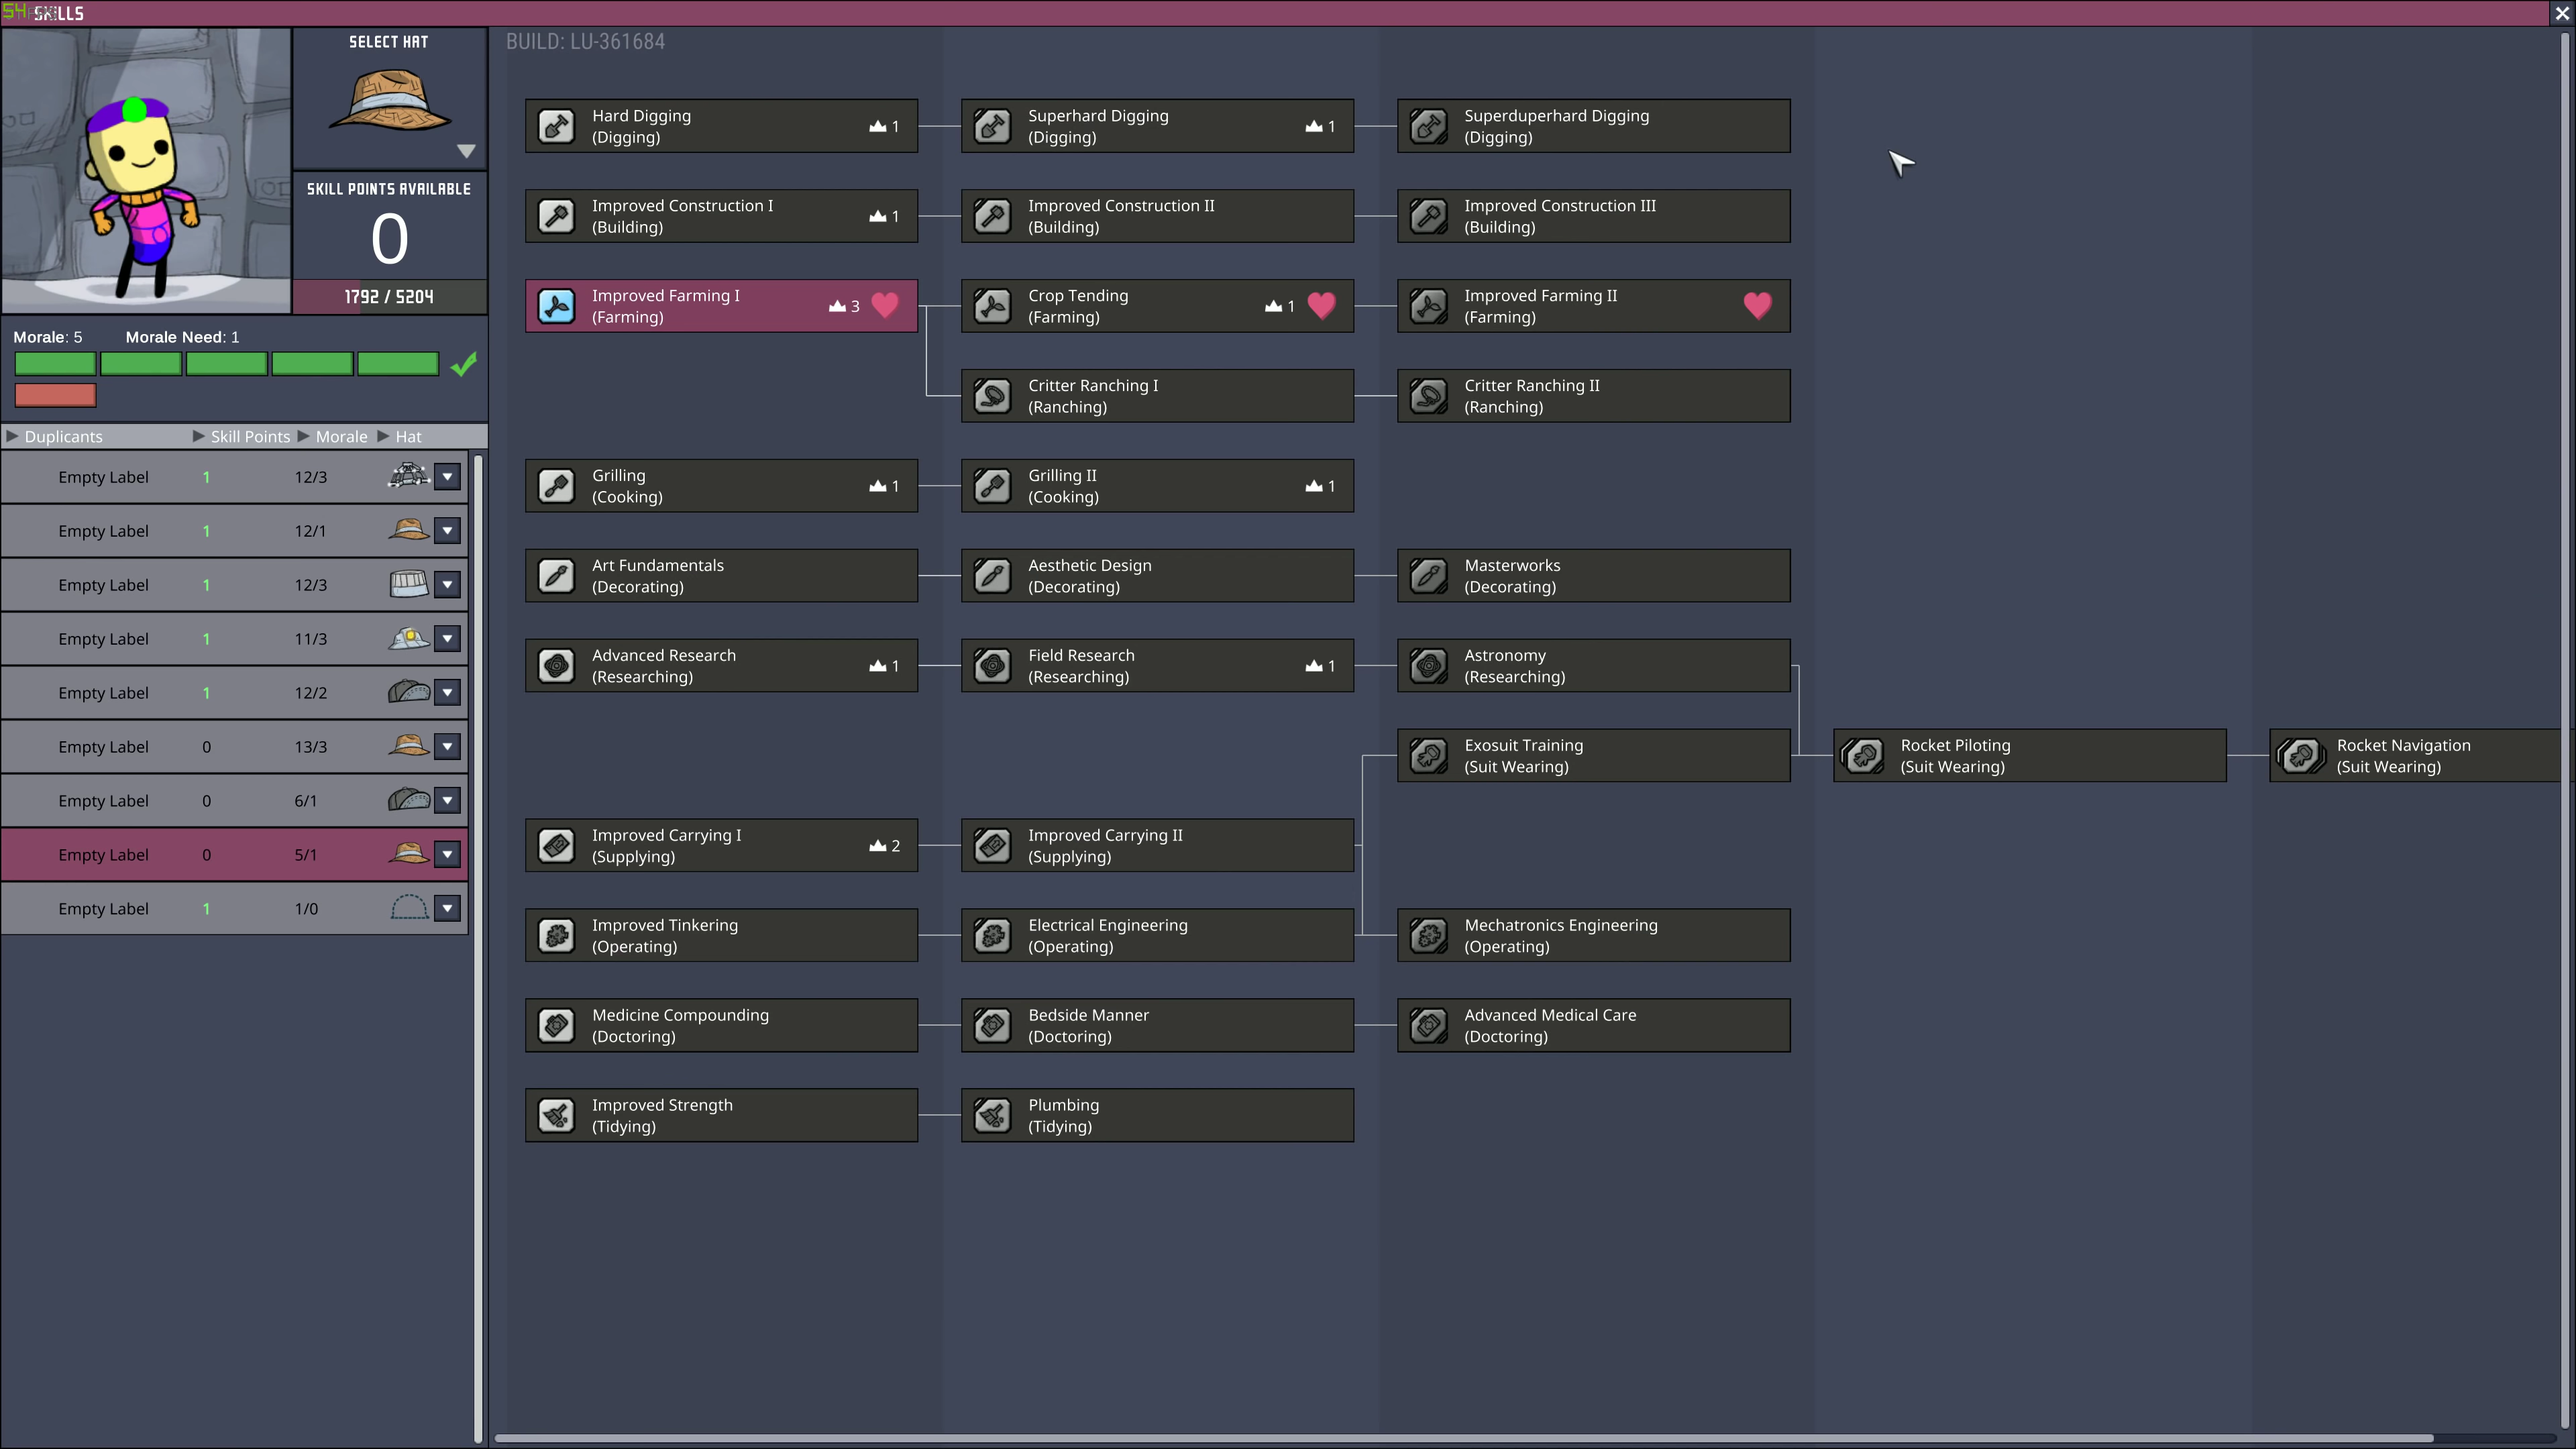 54 FPS
SKILLS
BUILD: LU-361684
SELECT HAT
SKILL POINTS AVAILABLE
0
1792 / 5204
Morale: 5 Morale Need: 1
Duplicants Skill Points Morale Hat
Empty Label 1 12/3
Empty Label 1 12/1
Empty Label 1 12/3
Empty Label 1 11/3
Empty Label 1 12/2
Empty Label 0 13/3
Empty Label 0 6/1
Empty Label 0 5/1
Empty Label 1 1/0
Hard Digging
(Digging)
1
Superhard Digging
(Digging)
1
Superduperhard Digging
(Digging)
Improved Construction I
(Building)
1
Improved Construction II
(Building)
Improved Construction III
(Building)
Improved Farming I
(Farming)
3
Crop Tending
(Farming)
1
Improved Farming II
(Farming)
Critter Ranching I
(Ranching)
Critter Ranching II
(Ranching)
Grilling
(Cooking)
1
Grilling II
(Cooking)
1
Art Fundamentals
(Decorating)
Aesthetic Design
(Decorating)
Masterworks
(Decorating)
Advanced Research
(Researching)
1
Field Research
(Researching)
1
Astronomy
(Researching)
Exosuit Training
(Suit Wearing)
Rocket Piloting
(Suit Wearing)
Rocket Navigation
(Suit Wearing)
Improved Carrying I
(Supplying)
2
Improved Carrying II
(Supplying)
Improved Tinkering
(Operating)
Electrical Engineering
(Operating)
Mechatronics Engineering
(Operating)
Medicine Compounding
(Doctoring)
Bedside Manner
(Doctoring)
Advanced Medical Care
(Doctoring)
Improved Strength
(Tidying)
Plumbing
(Tidying)